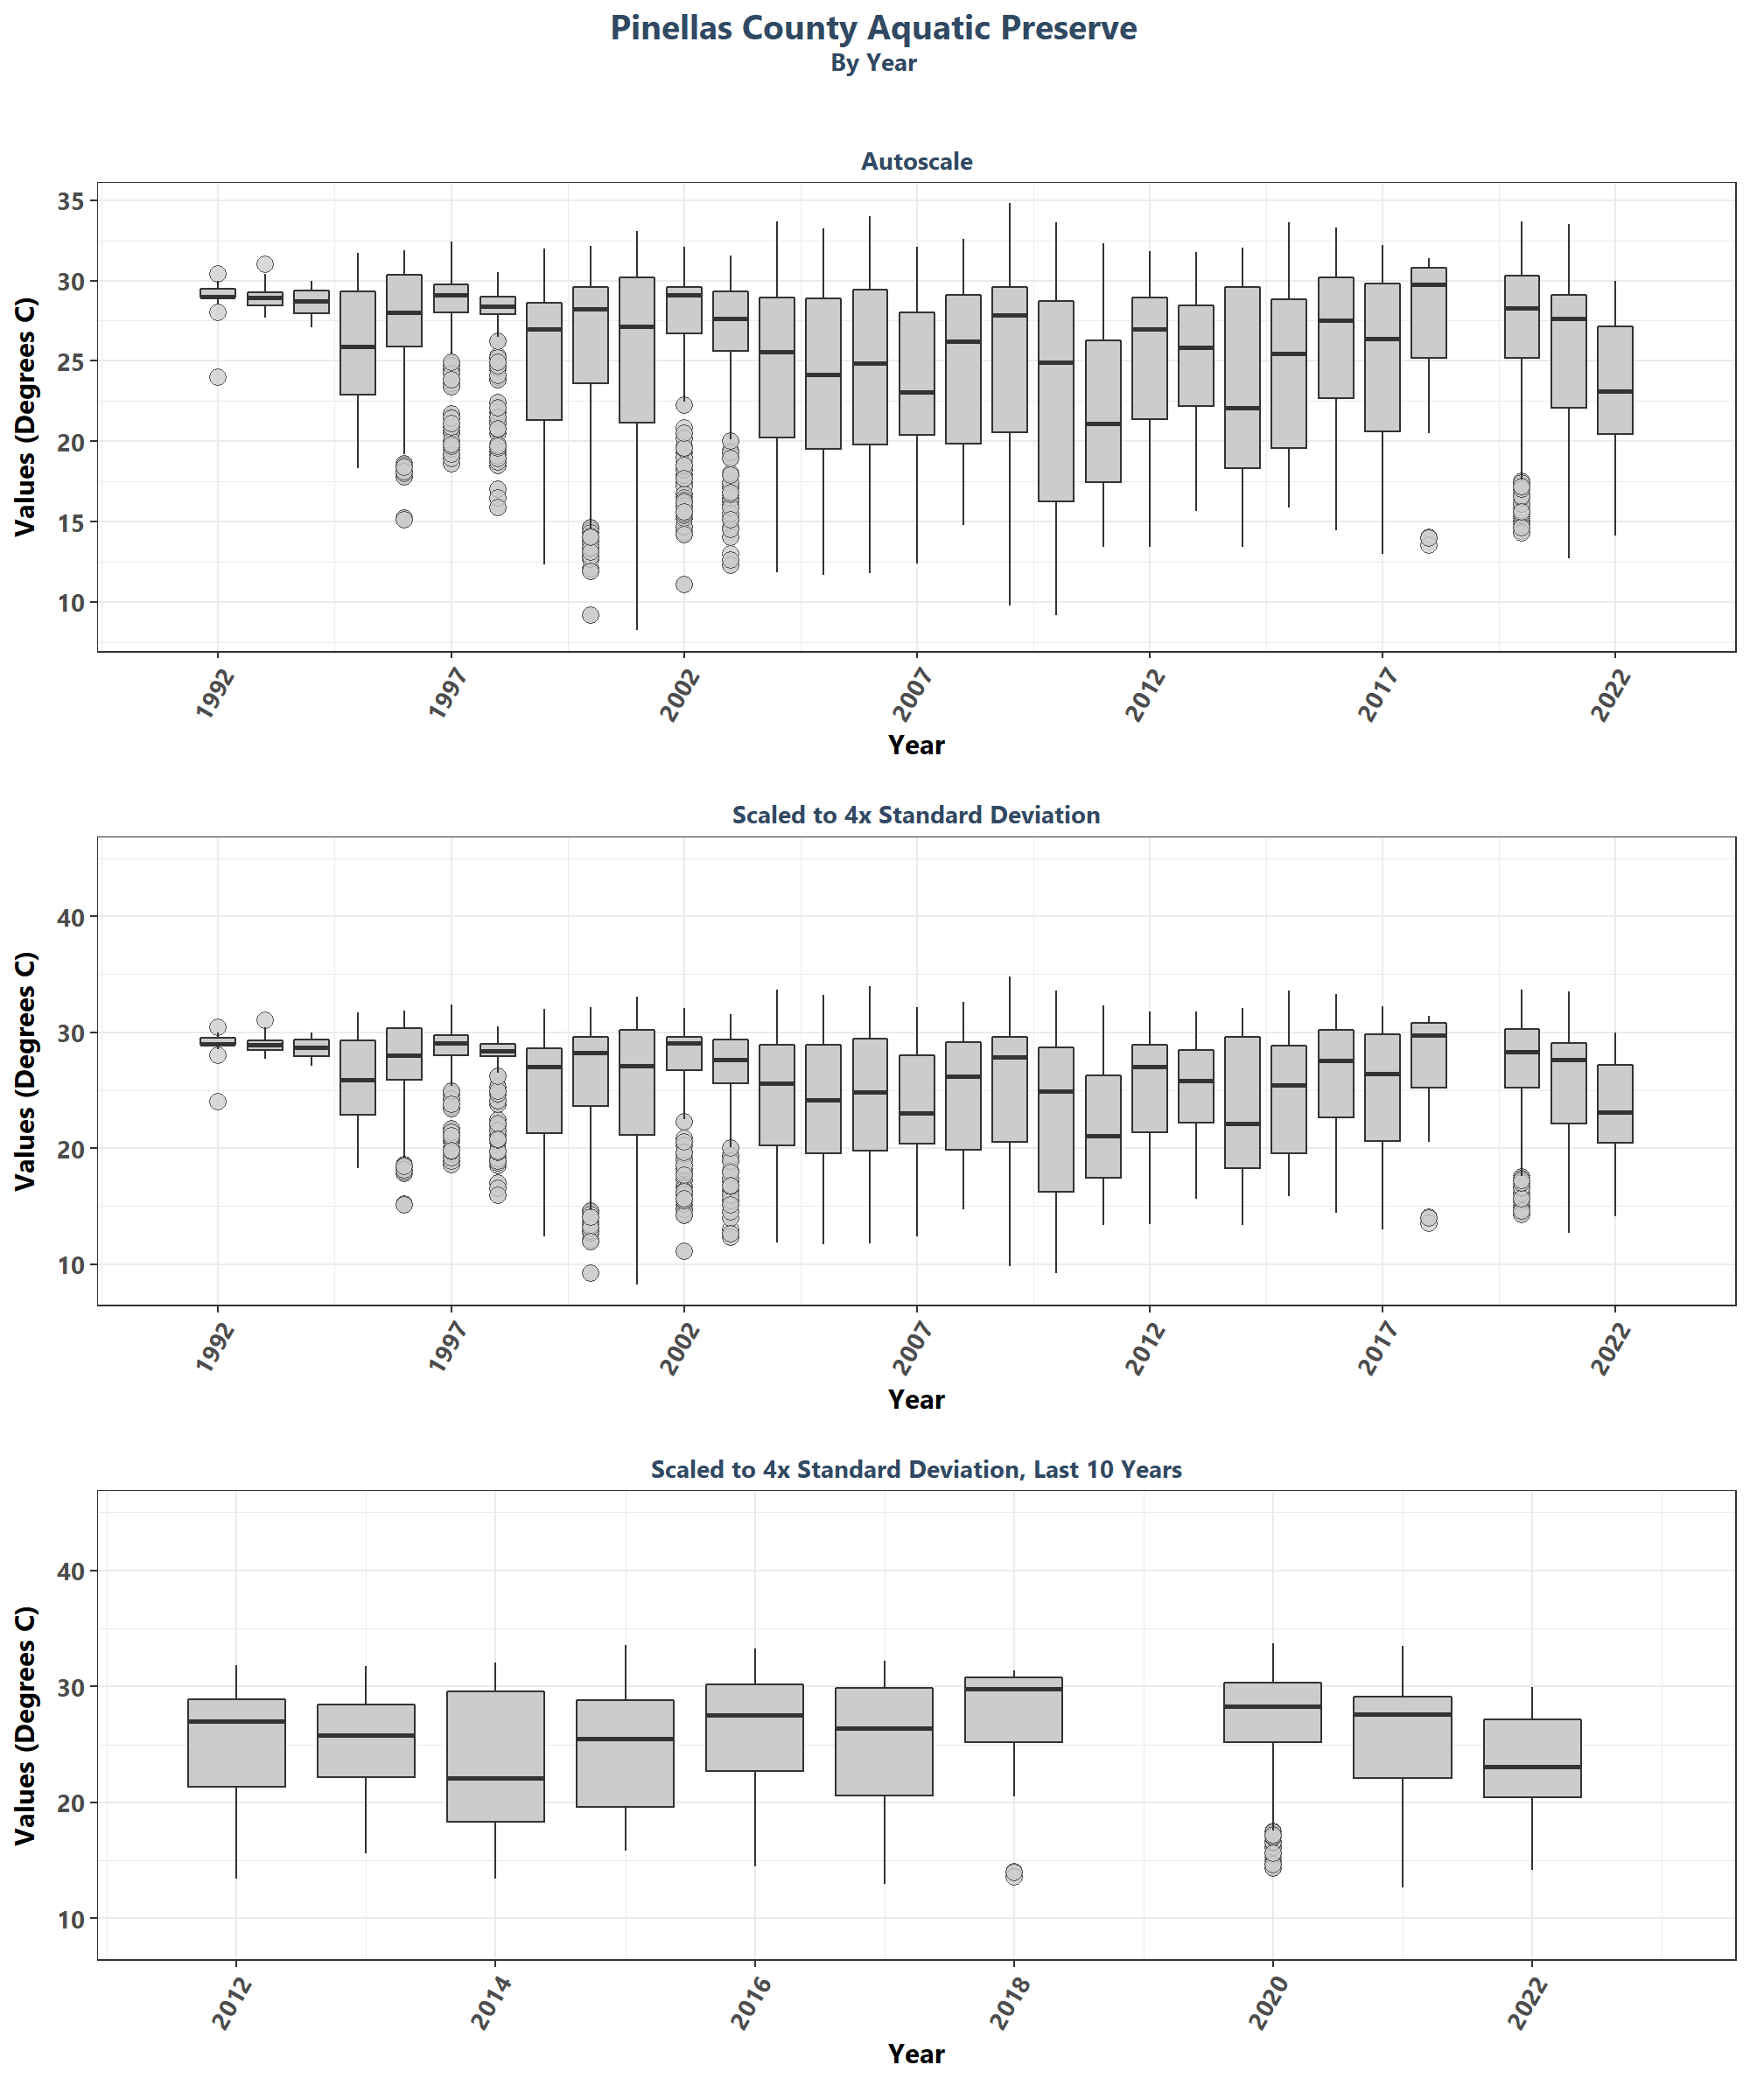 Pinellas County Aquatic Preserve
By Year
Autoscale
Values (Degrees C)
35
30
25
20
15
10
1992 1997 2002 2007 2012 2017 2022
Year
Scaled to 4x Standard Deviation
Values (Degrees C)
40
30
20
10
1992 1997 2002 2007 2012 2017 2022
Year
Scaled to 4x Standard Deviation, Last 10 Years
Values (Degrees C)
40
30
20
10
2012 2014 2016 2018 2020 2022
Year